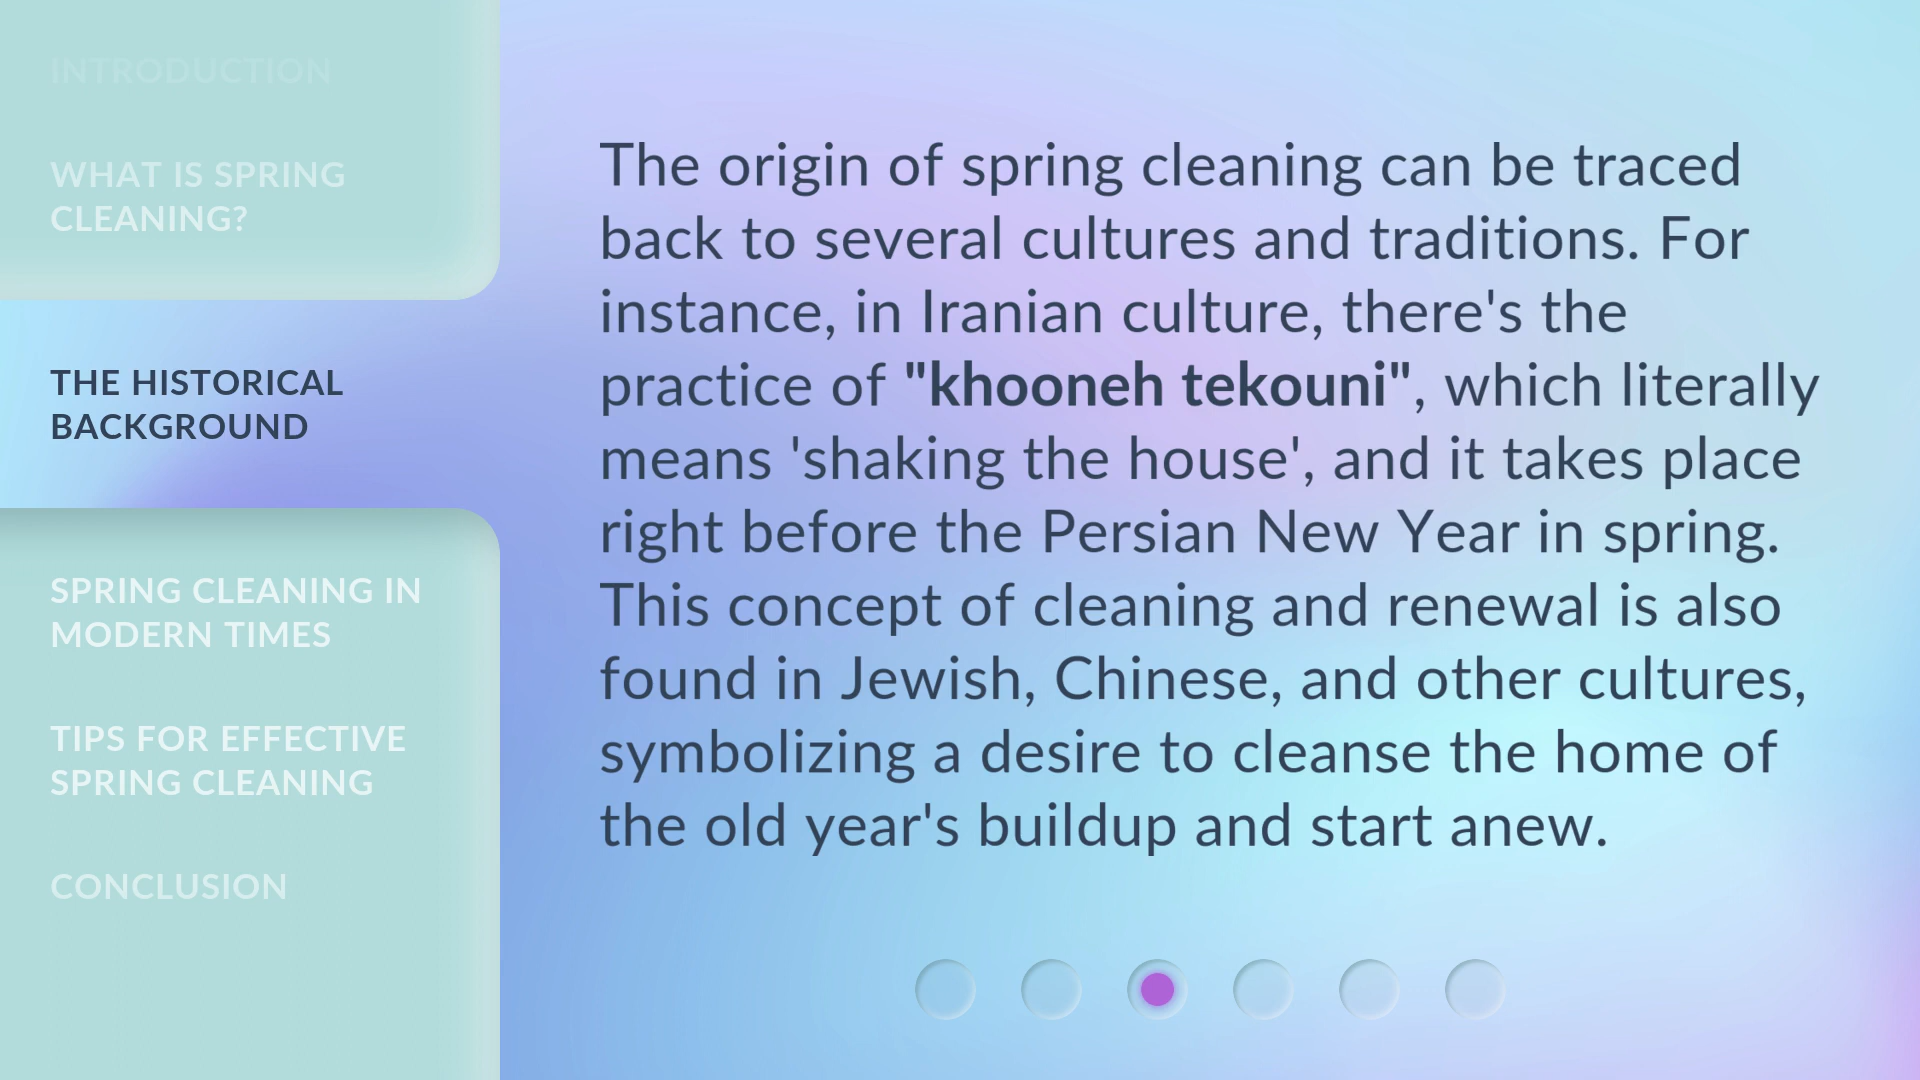 INTRODUCTION
WHAT IS SPRING
CLEANING?
THE HISTORICAL
BACKGROUND
SPRING CLEANING IN
MODERN TIMES
TIPS FOR EFFECTIVE
SPRING CLEANING
CONCLUSION
The origin of spring cleaning can be traced
back to several cultures and traditions. For
instance, in Iranian culture, there's the
practice of "khooneh tekouni", which literally
means 'shaking the house', and it takes place
right before the Persian New Year in spring.
This concept of cleaning and renewal is also
found in Jewish, Chinese, and other cultures,
symbolizing a desire to cleanse the home of
the old year's buildup and start anew.